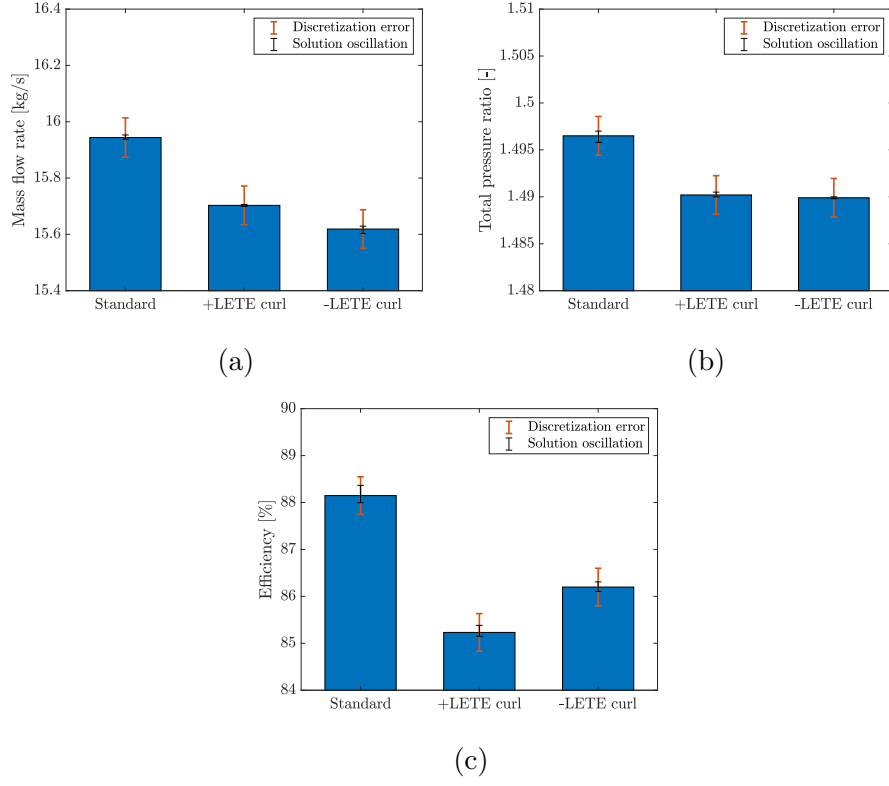 16.4
16.2
16
15.8
15.6
15.4
Mass flow rate [kg/s]
Discretization error
Solution oscillation
Standard
+LETE curl
-LETE curl
(a)
1.51
1.505
1.5
1.495
1.49
1.485
1.48
Total pressure ratio [-]
Discretization error
Solution oscillation
Standard
+LETE curl
-LETE curl
(b)
90
89
88
87
86
85
84
Efficiency [%]
Discretization error
Solution oscillation
Standard
+LETE curl
-LETE curl
(c)